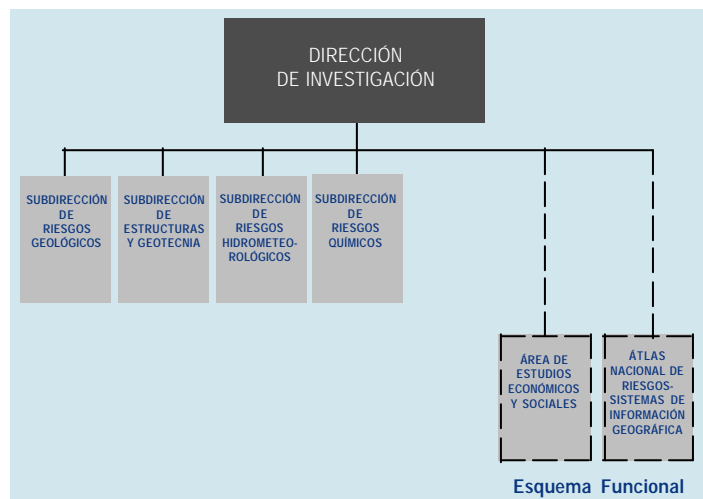 DIRECCIÓN
DE INVESTIGACIÓN
SUBDIRECCIÓN
DE
RIESGOS
GEOLÓGICOS
SUBDIRECCIÓN
DE
ESTRUCTURAS
Y GEOTECNIA
SUBDIRECCIÓN
DE
RIESGOS
HIDROMETEO-
ROLÓGICOS
SUBDIRECCIÓN
DE
RIESGOS
QUÍMICOS
ÁREA DE
ESTUDIOS
ECONÓMICOS
Y SOCIALES
ÁTLAS
NACIONAL DE
RIESGOS-
SISTEMAS DE
INFORMACIÓN
GEOGRÁFICA
Esquema Funcional